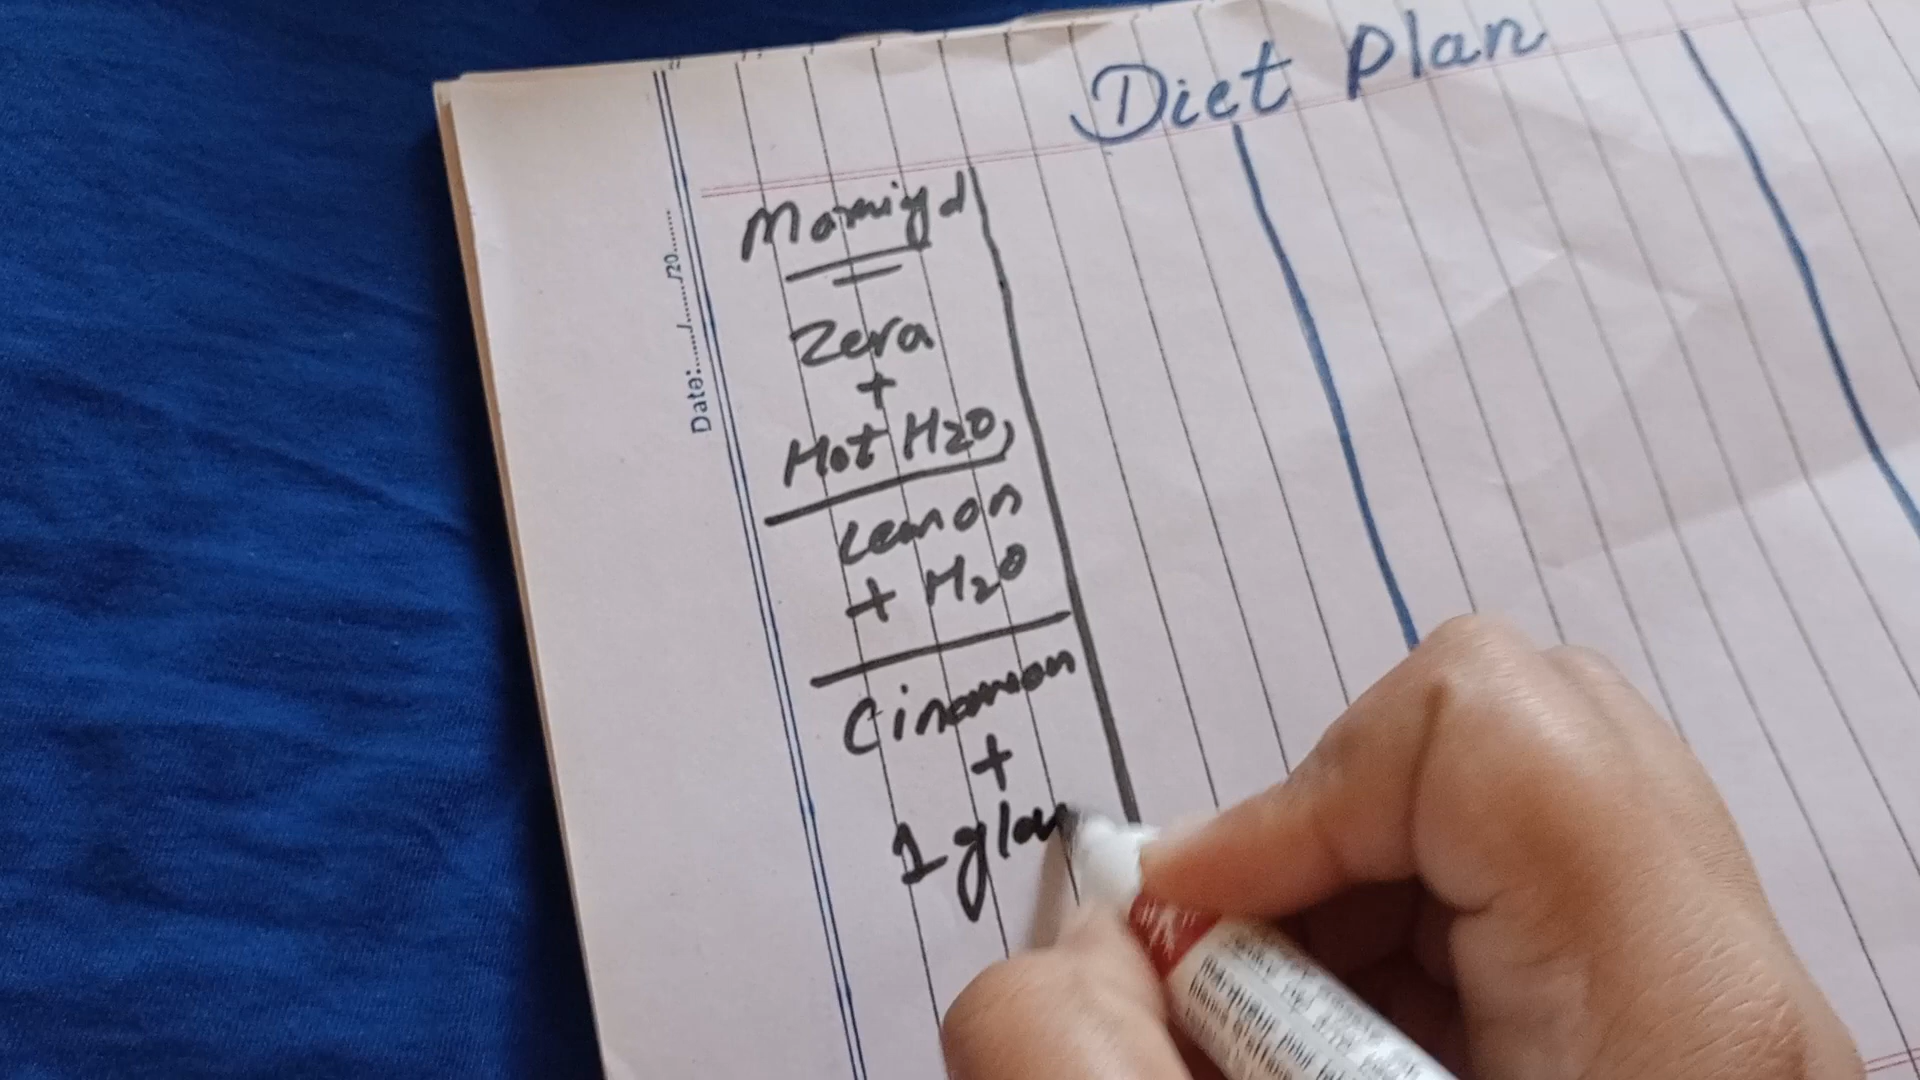 Diet Plan
Date:......./......./20.......
Morning
Zera
+
Hot H2O,
Lemon
+ H2O
Cinamon
+
1 glas